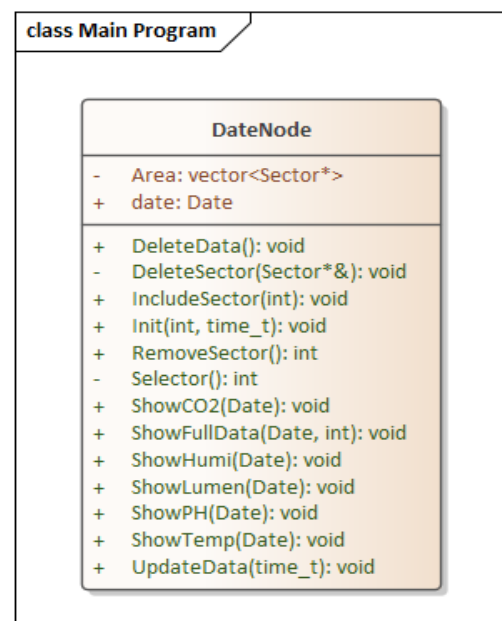 class Main Program
DateNode
- Area: vector<Sector*>
+ date: Date
+ DeleteData(): void
- DeleteSector(Sector*&): void
+ IncludeSector(int): void
+ Init(int, time_t): void
+ RemoveSector(): int
- Selector(): int
+ ShowCO2(Date): void
+ ShowFullData(Date, int): void
+ ShowHumi(Date): void
+ ShowLumen(Date): void
+ ShowPH(Date): void
+ ShowTemp(Date): void
+ UpdateData(time_t): void